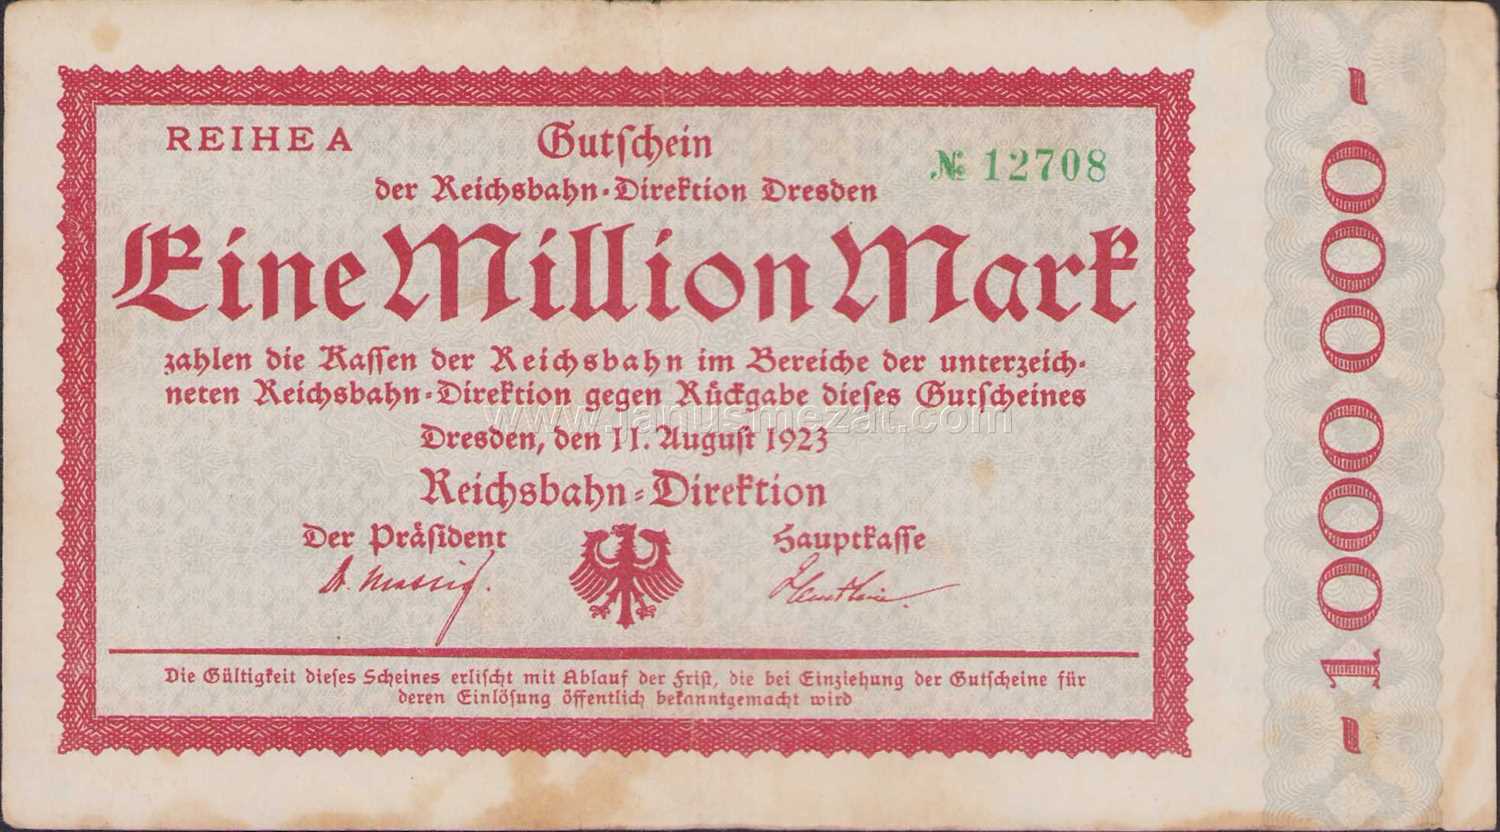 REIHE A
Gutschein
№ 12708
der Reichsbahn-Direktion Dresden
Eine Million Mark
zahlen die Kassen der Reichsbahn im Bereiche der unterzeich-
neten Reichsbahn-Direktion gegen Rückgabe dieses Gutscheines
www.janusmezat.com
Dresden, den 11. August 1923
Reichsbahn-Direktion
Der Präsident
Hauptkasse
Die Gültigkeit dieses Scheines erlischt mit Ablauf der Frist, die bei Einziehung der Gutscheine für
deren Einlösung öffentlich bekanntgemacht wird
- 1 000 000 -